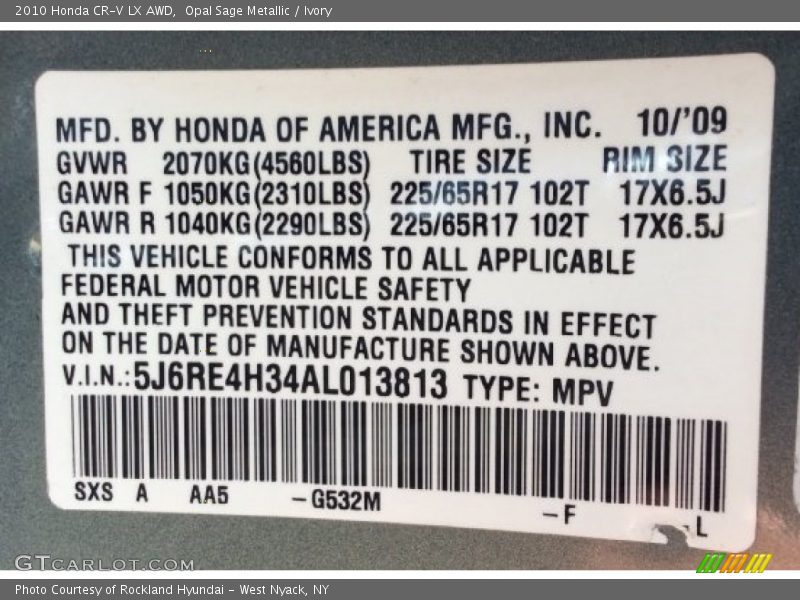 2010 Honda CR-V LX AWD,  Opal Sage Metallic / Ivory
MFD. BY HONDA OF AMERICA MFG., INC. 10/'09
GVWR 2070KG(4560LBS) TIRE SIZE RIM SIZE
GAWR F 1050KG(2310LBS) 225/65R17 102T 17X6.5J
GAWR R 1040KG(2290LBS) 225/65R17 102T 17X6.5J
THIS VEHICLE CONFORMS TO ALL APPLICABLE
FEDERAL MOTOR VEHICLE SAFETY
AND THEFT PREVENTION STANDARDS IN EFFECT
ON THE DATE OF MANUFACTURE SHOWN ABOVE.
V.I.N.:5J6RE4H34AL013813 TYPE: MPV
SXS A AA5 -G532M -F -L
GTCARLOT.COM
Photo Courtesy of Rockland Hyundai - West Nyack, NY